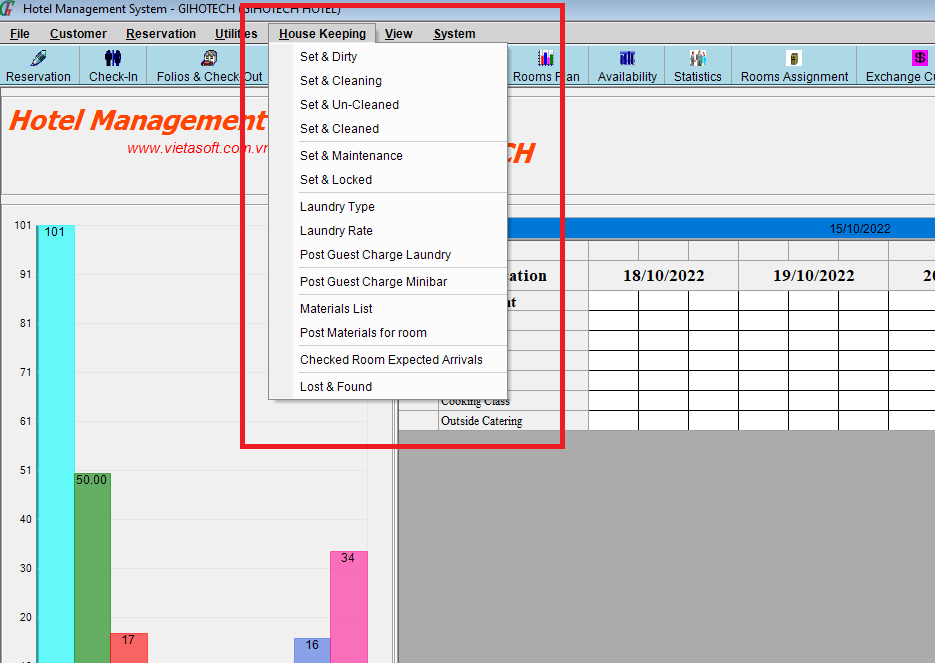 Hotel Management System - GIHOTECH (GIHOTECH HOTEL)
File Customer Reservation Utilities House Keeping View System
Reservation Check-In Folios & Check Out Rooms Plan Availability Statistics Rooms Assignment Exchange Cu
Hotel Management
CH
www.vietasoft.com.vn
Set & Dirty
Set & Cleaning
Set & Un-Cleaned
Set & Cleaned
Set & Maintenance
Set & Locked
Laundry Type
Laundry Rate
Post Guest Charge Laundry
Post Guest Charge Minibar
Materials List
Post Materials for room
Checked Room Expected Arrivals
Lost & Found
15/10/2022
ation 18/10/2022 19/10/2022 20
nt
Cooking Class
Outside Catering
101
91
81
71
61
51
40
30
20
101
50.00
17
16
34